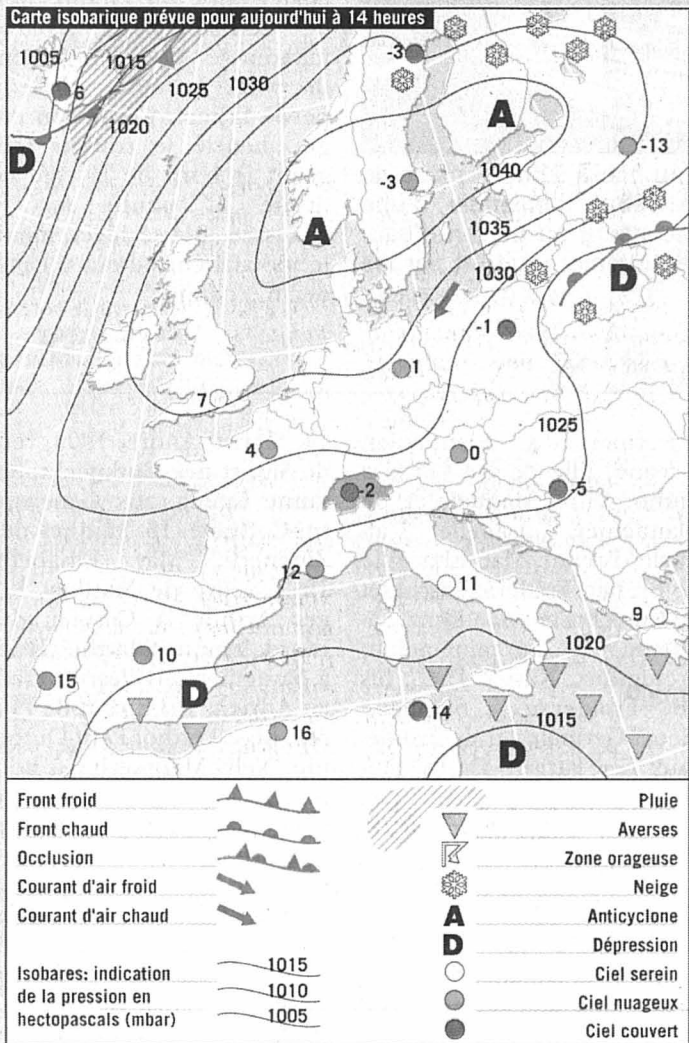 Carte isobarique prévue pour aujourd'hui à 14 heures
1005
1015
1025
1030
1020
6
D
-3
A
-13
1040
-3
1035
A
1030
D
-1
1
7
1025
4
0
-2
-5
12
11
9
1020
10
15
D
14
1015
16
D
Front froid
Front chaud
Occlusion
Courant d'air froid
Courant d'air chaud
Isobares: indication
de la pression en
hectopascals (mbar)
1015
1010
1005
Pluie
Averses
Zone orageuse
Neige
A Anticyclone
D Dépression
Ciel serein
Ciel nuageux
Ciel couvert